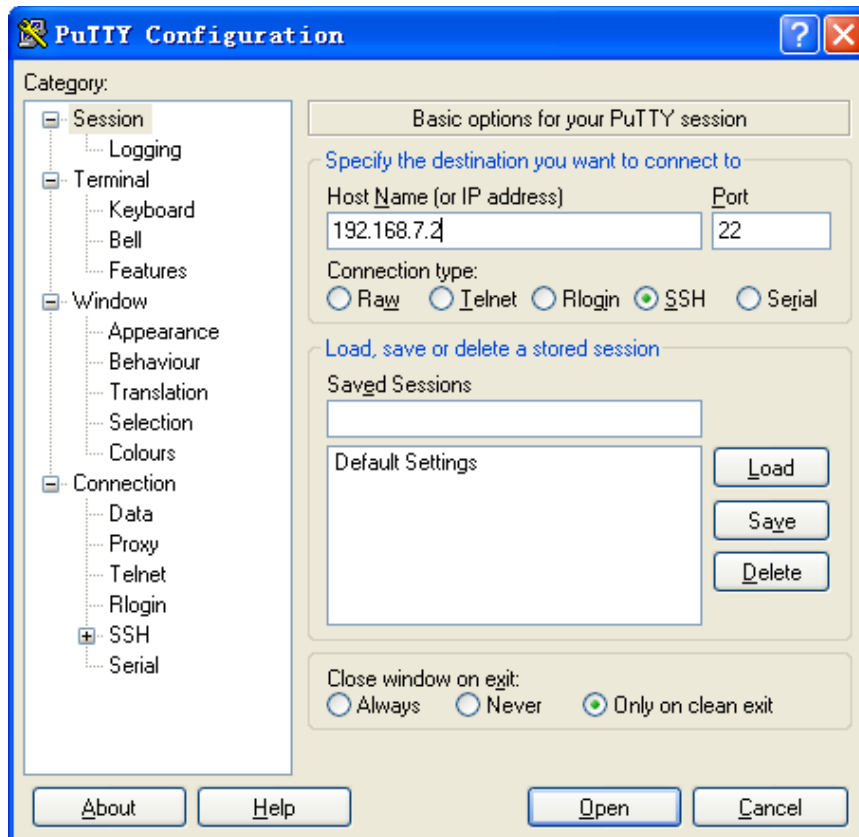 PuTTY Configuration
Category:
Session
Logging
Terminal
Keyboard
Bell
Features
Window
Appearance
Behaviour
Translation
Selection
Colours
Connection
Data
Proxy
Telnet
Rlogin
SSH
Serial
Basic options for your PuTTY session
Specify the destination you want to connect to
Host Name (or IP address) Port
192.168.7.2 22
Connection type:
Raw Telnet Rlogin SSH Serial
Load, save or delete a stored session
Saved Sessions
Default Settings
Load
Save
Delete
Close window on exit:
Always Never Only on clean exit
About Help Open Cancel